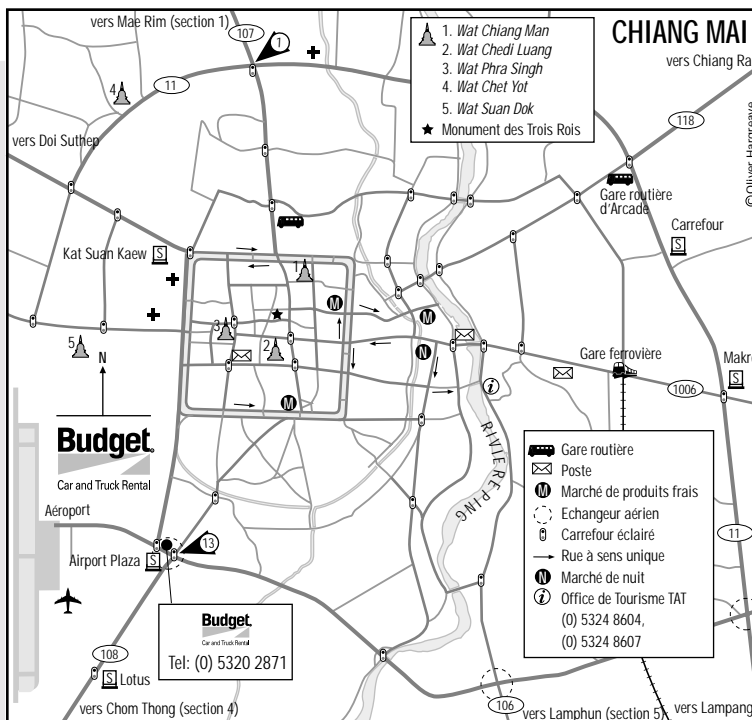 CHIANG MAI
vers Mae Rim (section 1)
107
1
1. Wat Chiang Man
2. Wat Chedi Luang
3. Wat Phra Singh
4. Wat Chet Yot
5. Wat Suan Dok
Monument des Trois Rois
vers Chiang Ra
©Oliver Hargreave
118
4
11
vers Doi Suthep
Gare routière
d'Arcade
Carrefour
S
Kat Suan Kaew
S
1
M
M
3
2
N
5
N
Gare ferrovière
Makr
S
1006
i
M
Budget
Car and Truck Rental
RIVIERE PING
Gare routière
Poste
M Marché de produits frais
Echangeur aérien
Carrefour éclairé
Rue à sens unique
N Marché de nuit
i Office de Tourisme TAT
(0) 5324 8604,
(0) 5324 8607
11
Aéroport
13
Airport Plaza
S
Budget
Car and Truck Rental
Tel: (0) 5320 2871
108
S Lotus
vers Chom Thong (section 4)
106
vers Lamphun (section 5)
vers Lampang